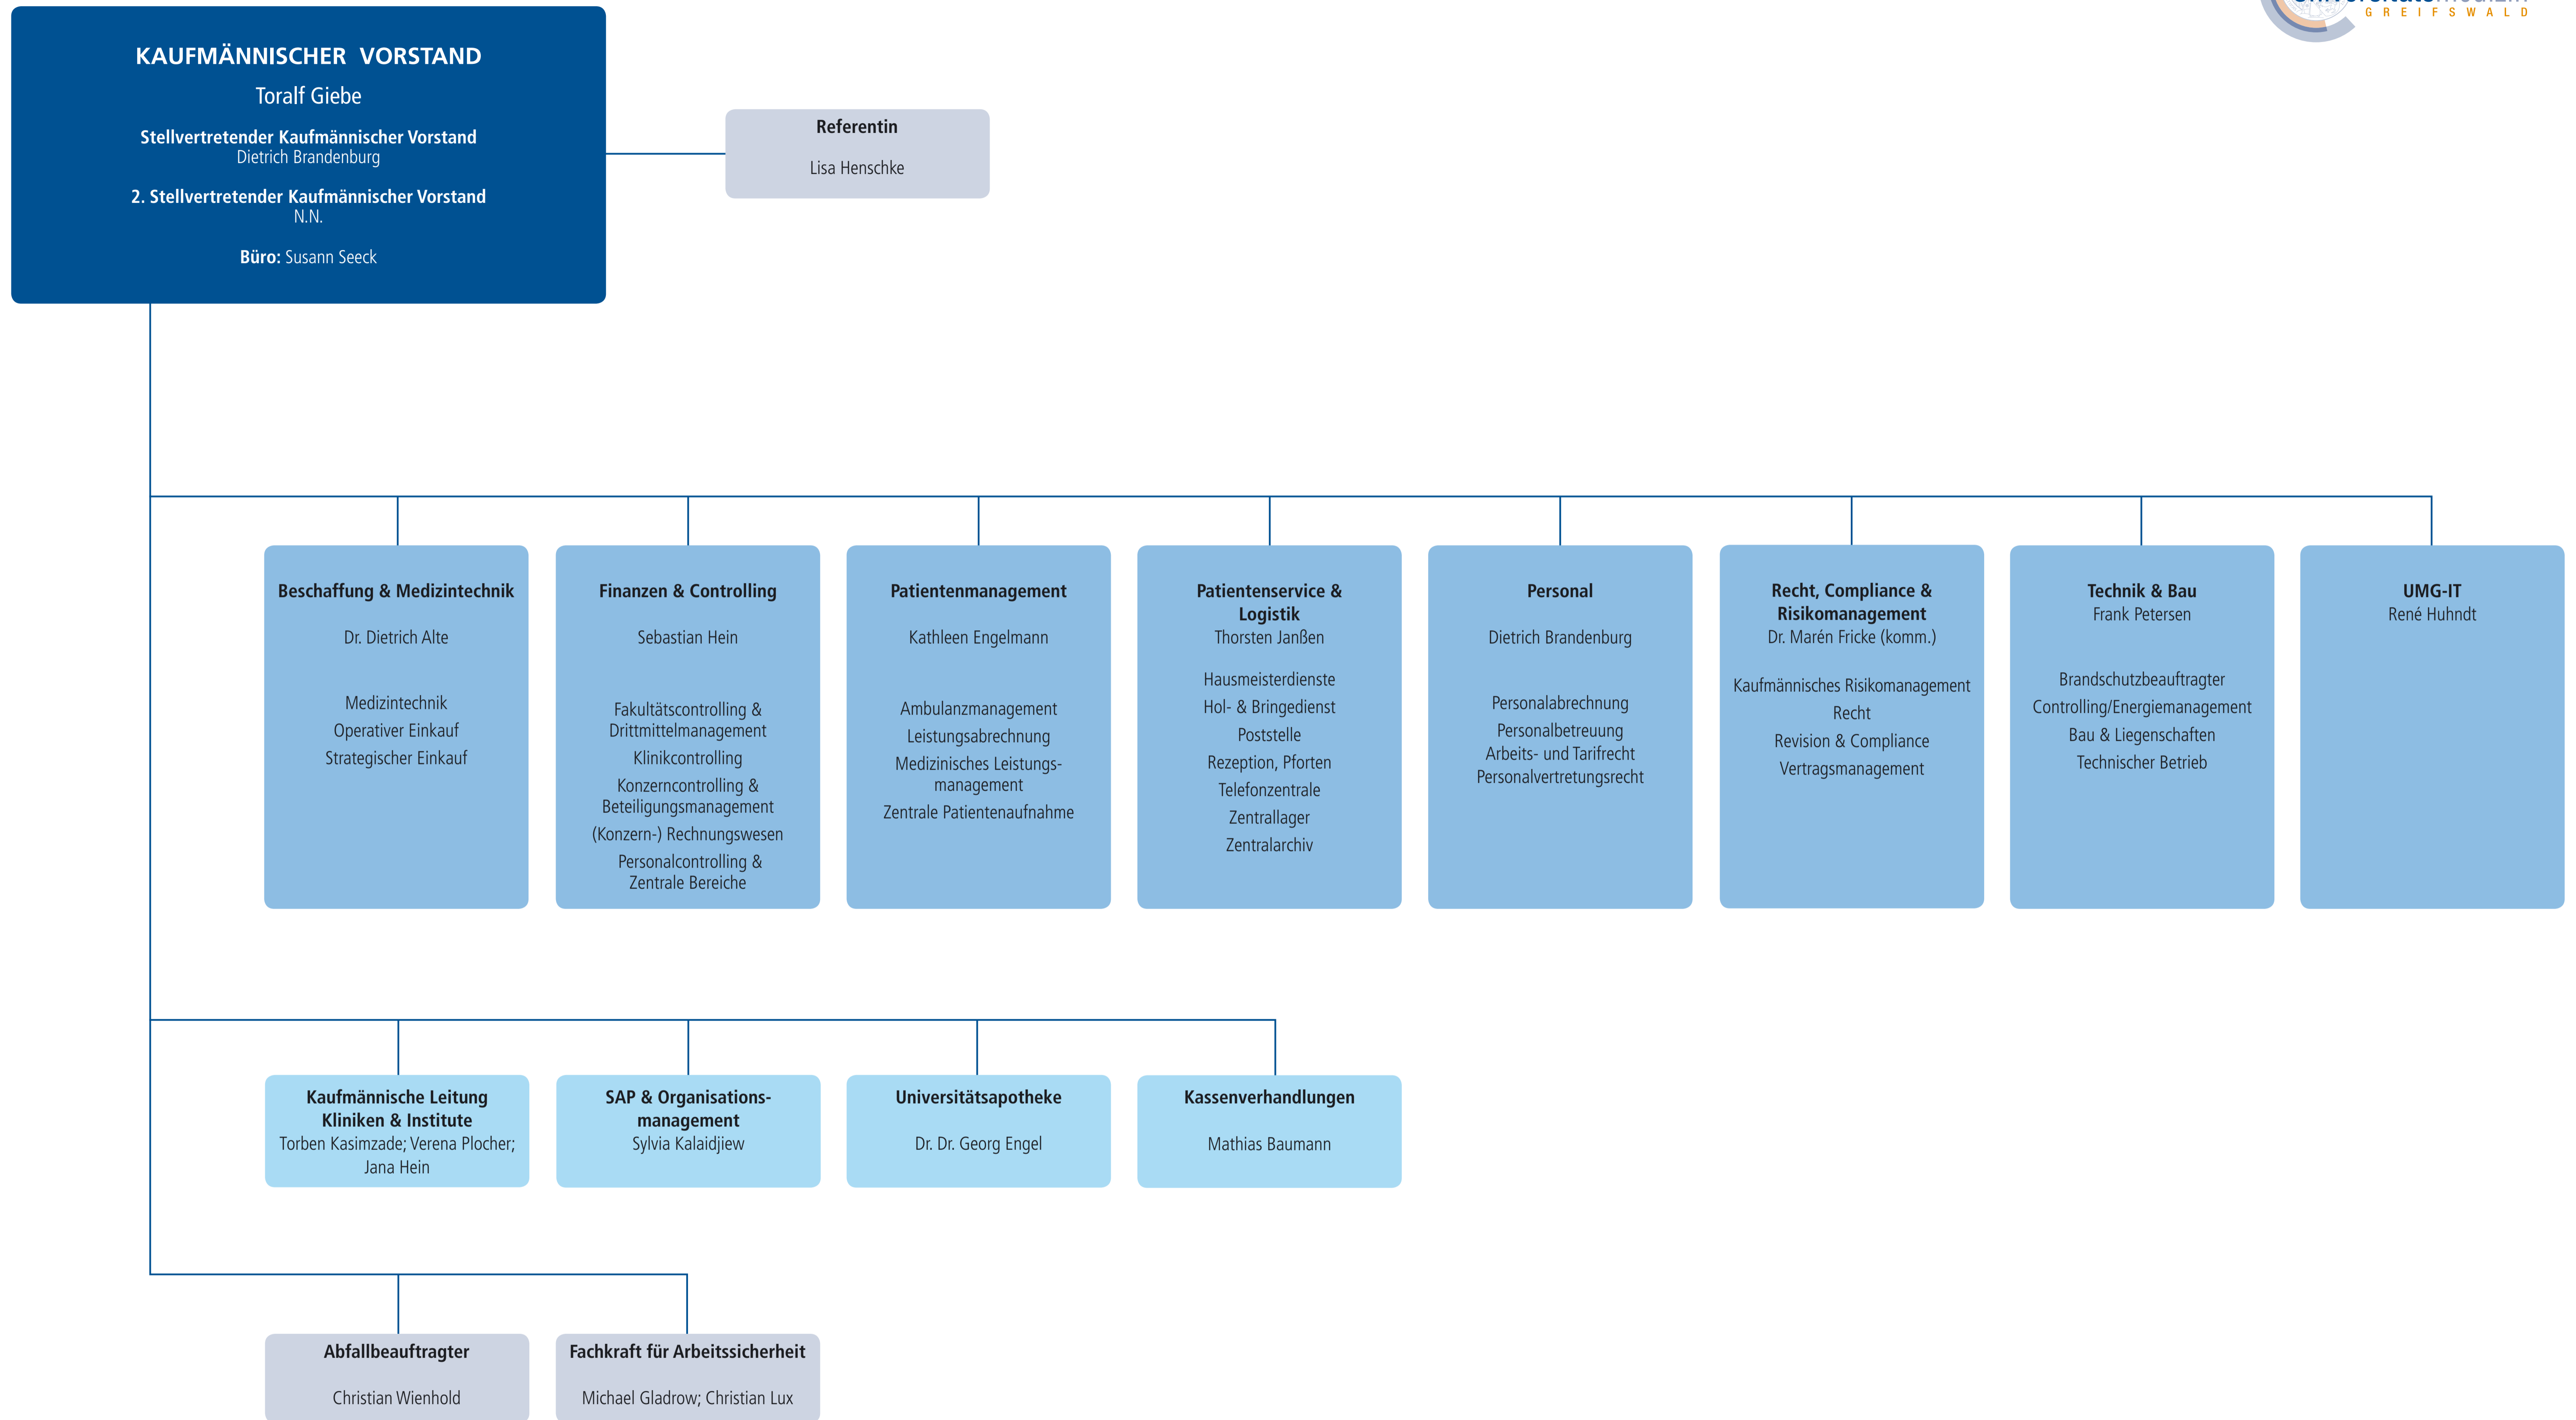 GREIFSWALD
KAUFMÄNNISCHER VORSTAND
Toralf Giebe
Stellvertretender Kaufmännischer Vorstand
Dietrich Brandenburg
2. Stellvertretender Kaufmännischer Vorstand
N.N.
Büro: Susann Seeck
Referentin
Lisa Henschke
Beschaffung & Medizintechnik
Dr. Dietrich Alte
Medizintechnik
Operativer Einkauf
Strategischer Einkauf
Finanzen & Controlling
Sebastian Hein
Fakultätscontrolling &
Drittmittelmanagement
Klinikcontrolling
Konzerncontrolling &
Beteiligungsmanagement
(Konzern-) Rechnungswesen
Personalcontrolling &
Zentrale Bereiche
Patientenmanagement
Kathleen Engelmann
Ambulanzmanagement
Leistungsabrechnung
Medizinisches Leistungs-
management
Zentrale Patientenaufnahme
Patientenservice &
Logistik
Thorsten Janßen
Hausmeisterdienste
Hol- & Bringedienst
Poststelle
Rezeption, Pforten
Telefonzentrale
Zentrallager
Zentralarchiv
Personal
Dietrich Brandenburg
Personalabrechnung
Personalbetreuung
Arbeits- und Tarifrecht
Personalvertretungsrecht
Recht, Compliance &
Risikomanagement
Dr. Marén Fricke (komm.)
Kaufmännisches Risikomanagement
Recht
Revision & Compliance
Vertragsmanagement
Technik & Bau
Frank Petersen
Brandschutzbeauftragter
Controlling/Energiemanagement
Bau & Liegenschaften
Technischer Betrieb
UMG-IT
René Huhndt
Kaufmännische Leitung
Kliniken & Institute
Torben Kasimzade; Verena Plocher;
Jana Hein
SAP & Organisations-
management
Sylvia Kalaidjiew
Universitätsapotheke
Dr. Dr. Georg Engel
Kassenverhandlungen
Mathias Baumann
Abfallbeauftragter
Christian Wienhold
Fachkraft für Arbeitssicherheit
Michael Gladrow; Christian Lux